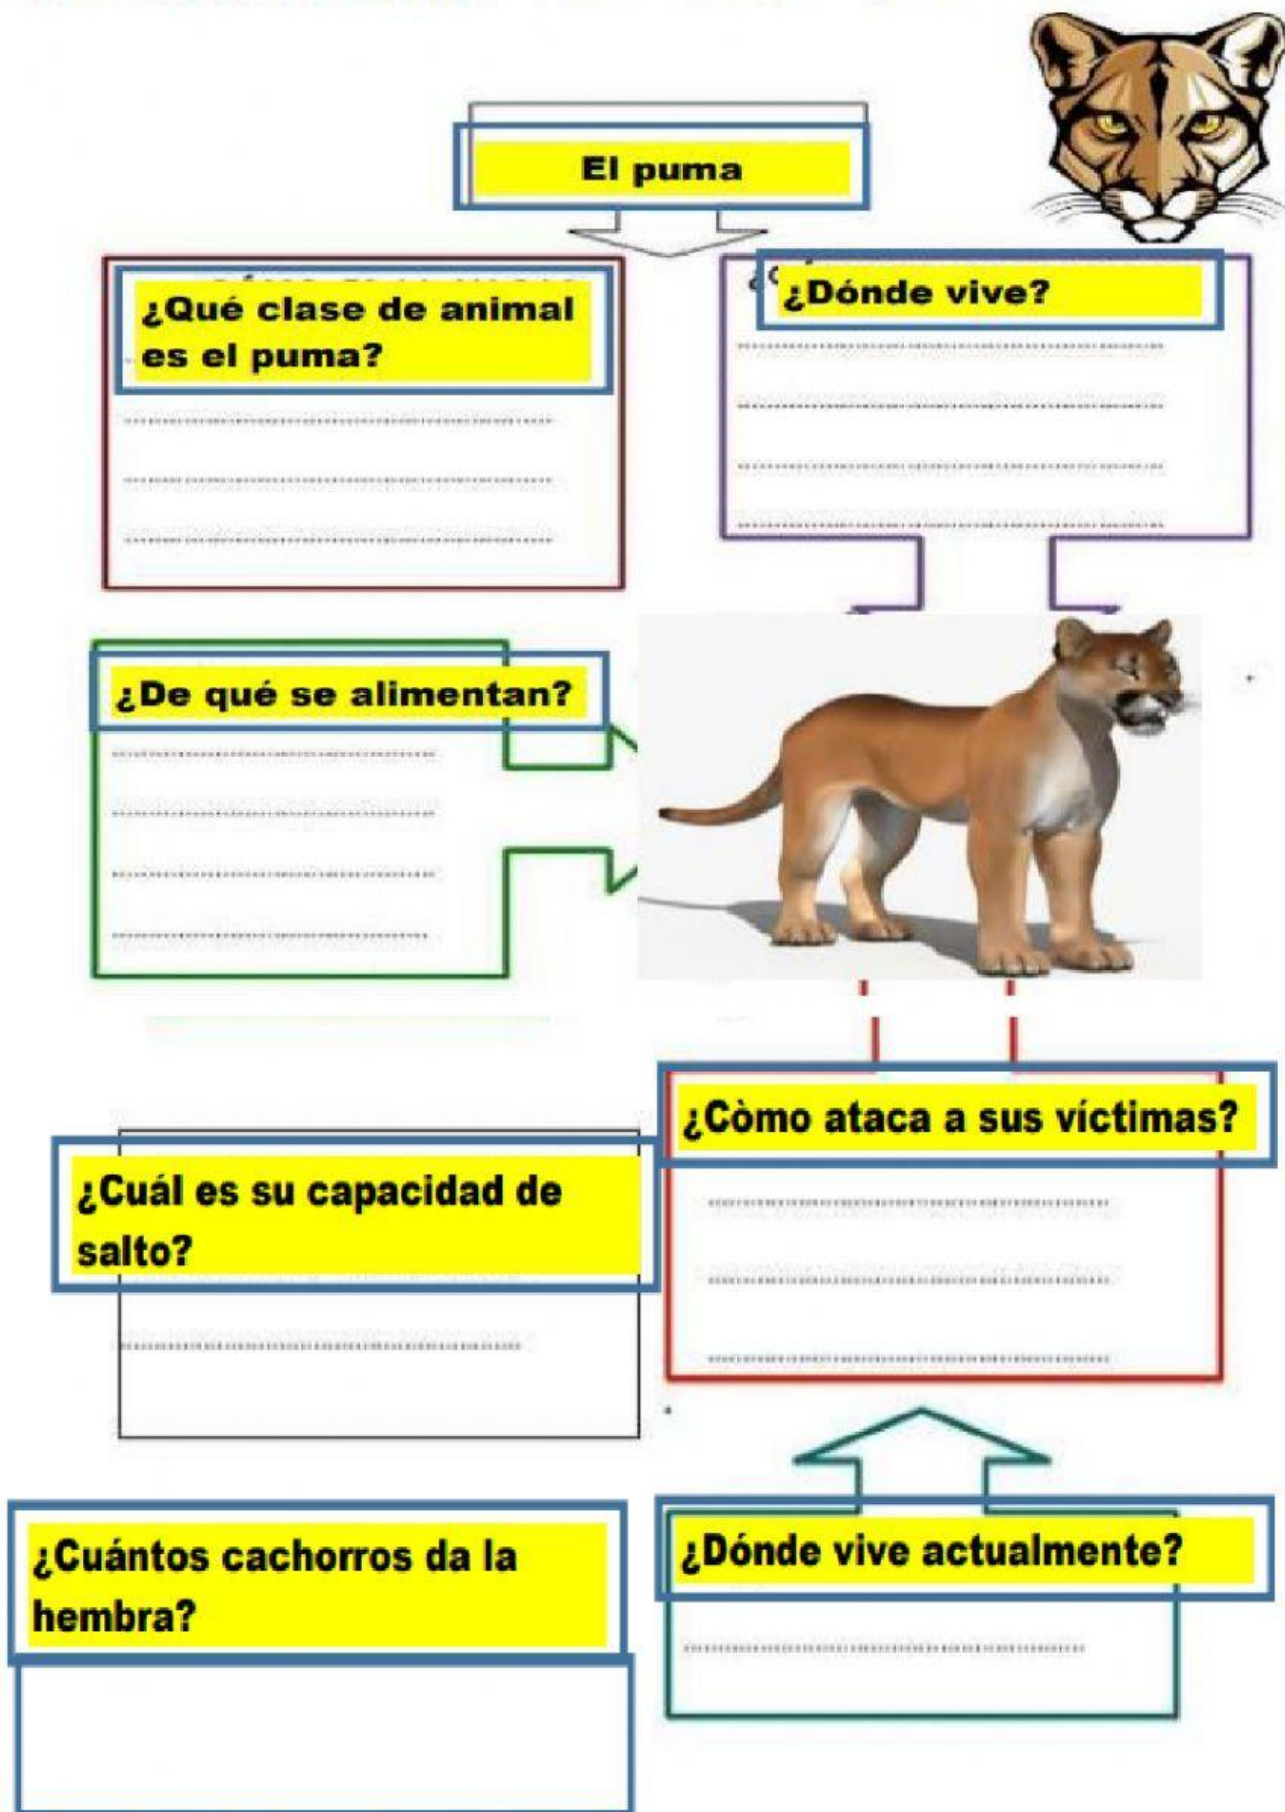 El puma
¿Qué clase de animal
es el puma?
¿Dónde vive?
¿De qué se alimentan?
¿Còmo ataca a sus víctimas?
¿Cuál es su capacidad de
salto?
¿Cuántos cachorros da la
hembra?
¿Dónde vive actualmente?